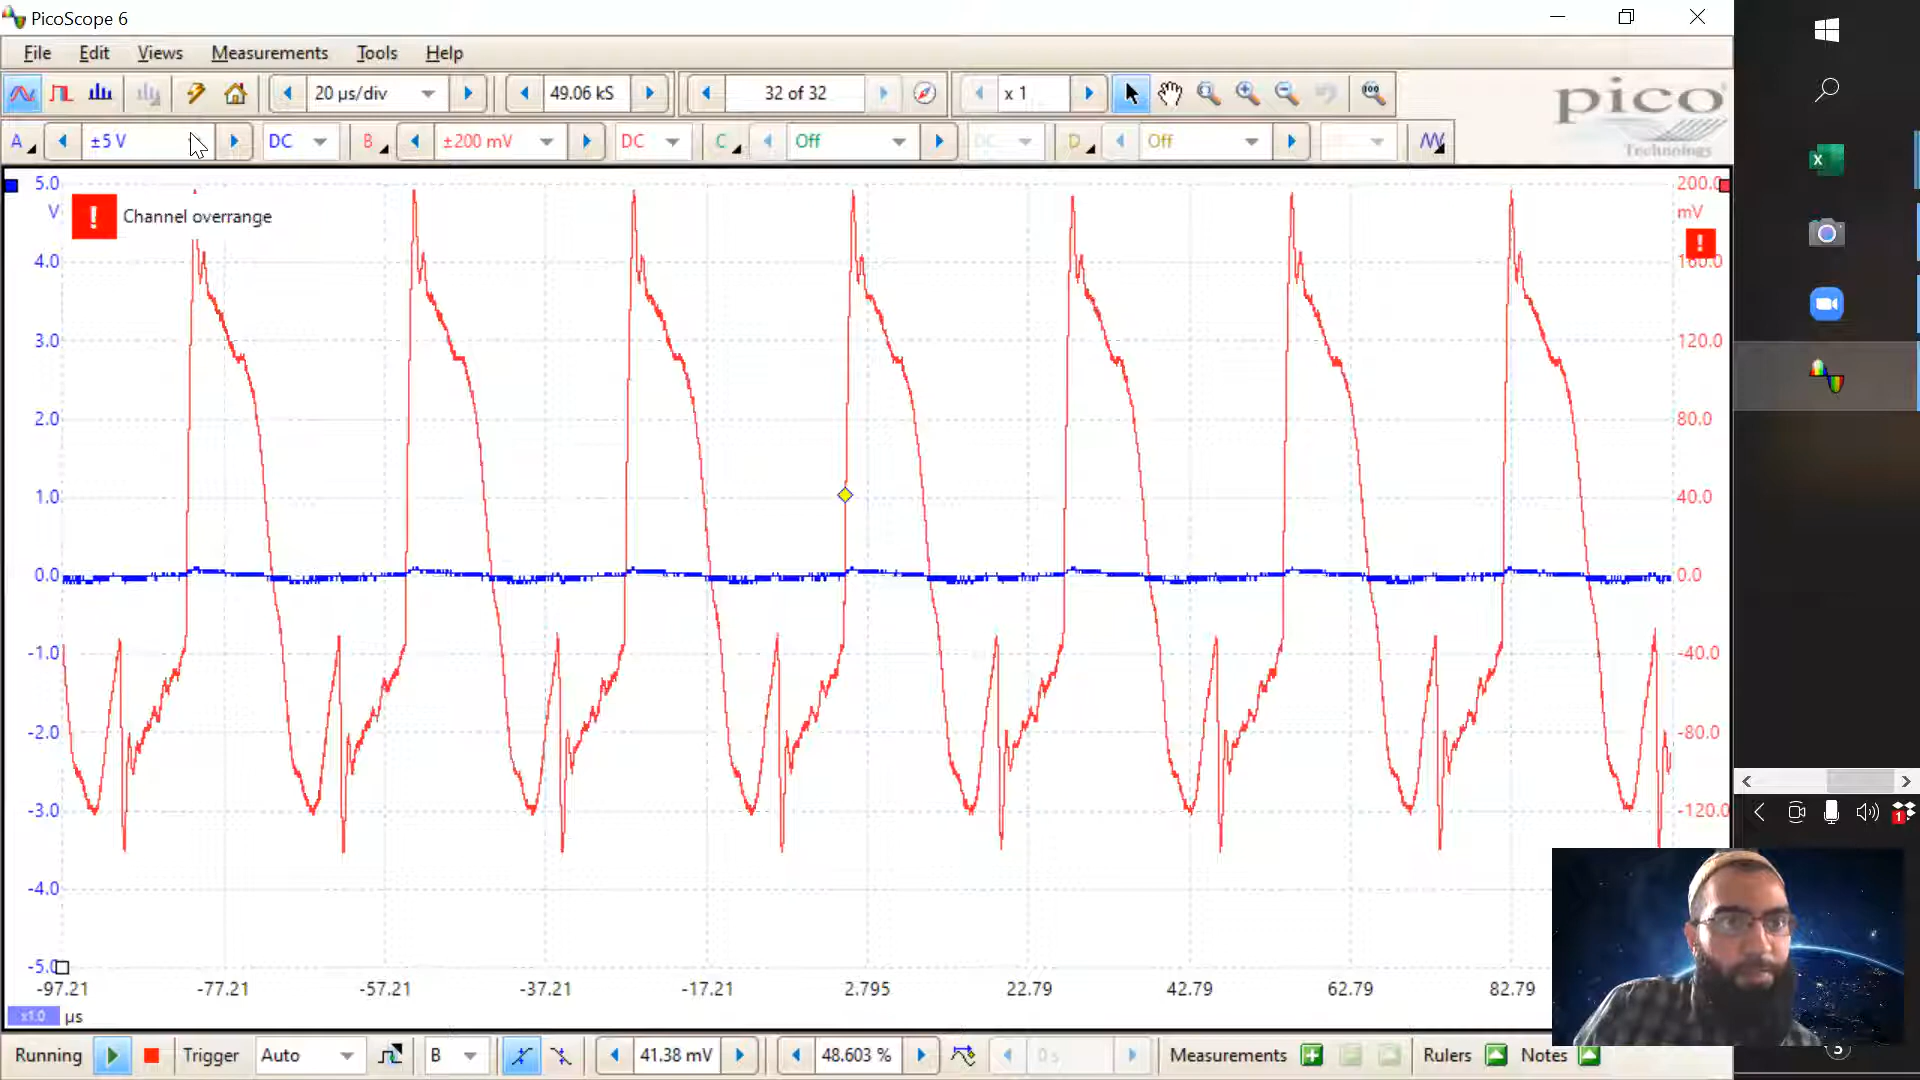 PicoScope 6
File Edit Views Measurements Tools Help
20 µs/div 49.06 kS 32 of 32 x 1
pico
Technology
A ±5 V DC B ±200 mV DC C Off DC D Off
5.0 200.0
V mV
Channel overrange
4.0 160.0
3.0 120.0
2.0 80.0
1.0 40.0
0.0 0.0
-1.0 -40.0
-2.0 -80.0
-3.0 -120.0
-4.0
-5.0
-97.21 -77.21 -57.21 -37.21 -17.21 2.795 22.79 42.79 62.79 82.79
x1.0 µs
Running Trigger Auto B 41.38 mV 48.603 % 0 s Measurements Rulers Notes
1